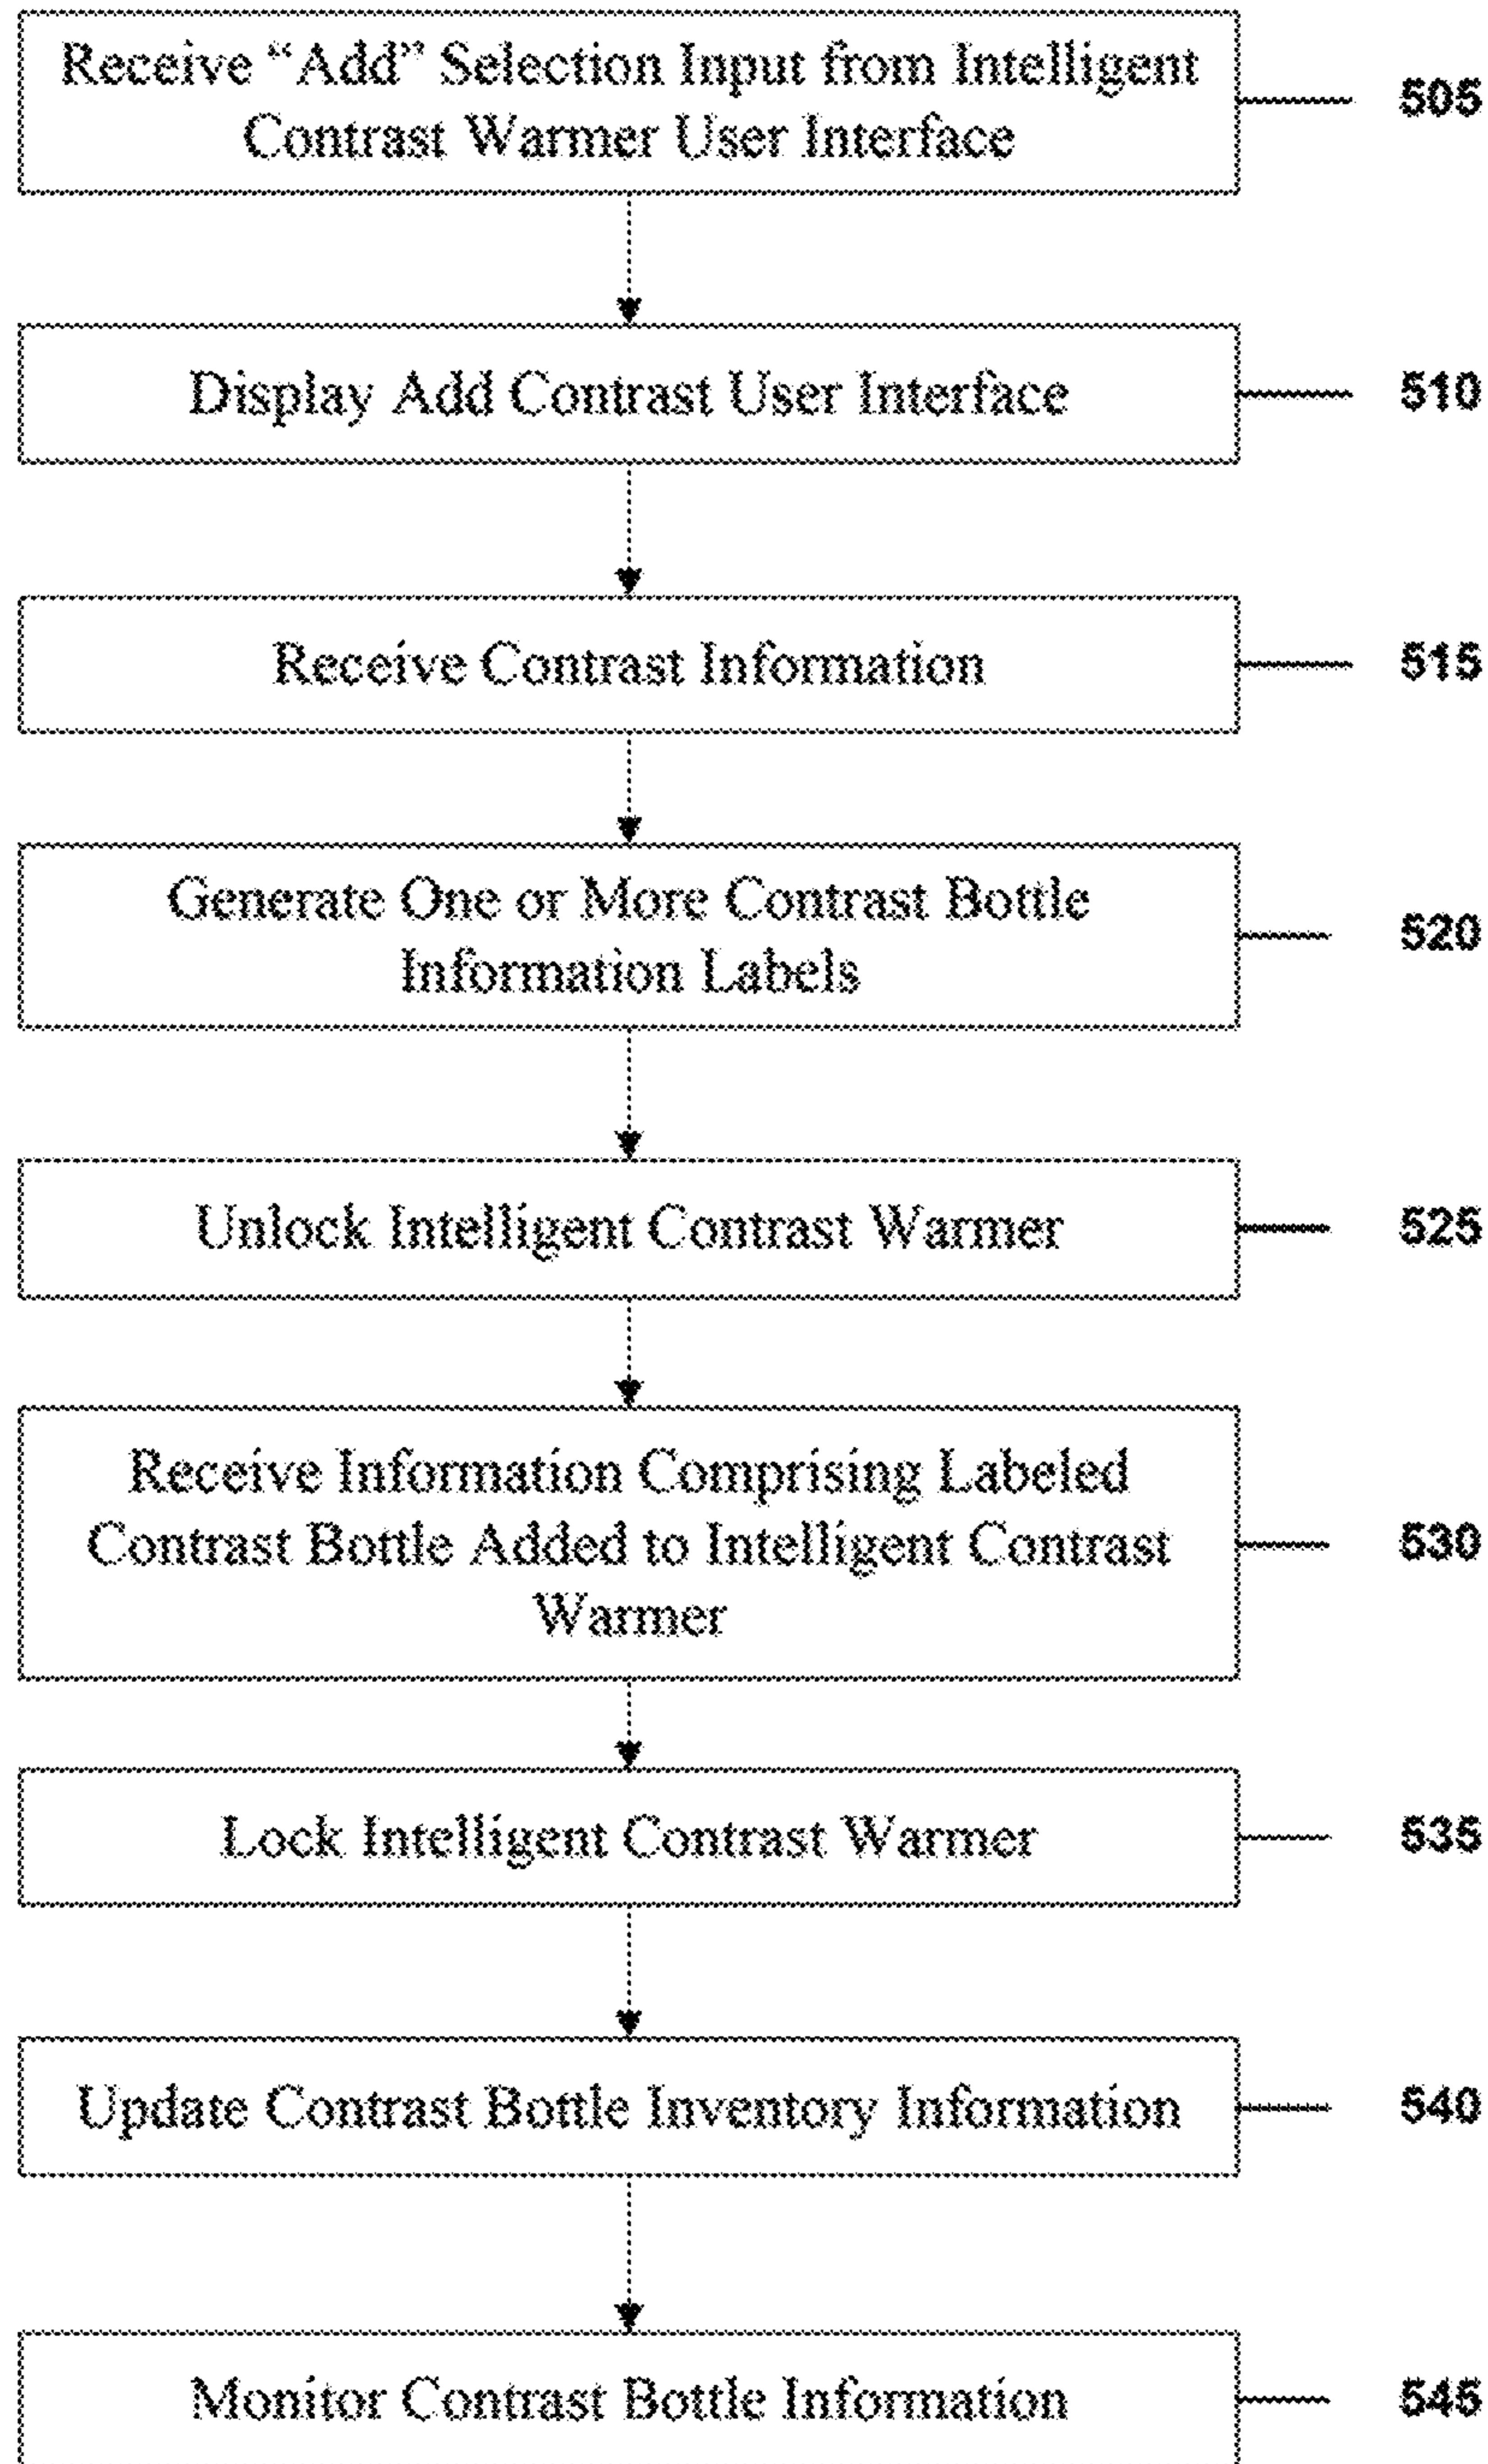 Receive “Add” Selection Input from Intelligent
Contrast Warmer User Interface
505
Display Add Contrast User Interface
510
Receive Contrast Information
515
Generate One or More Contrast Bottle
Information Labels
520
Unlock Intelligent Contrast Warmer
525
Receive Information Comprising Labeled
Contrast Bottle Added to Intelligent Contrast
Warmer
530
Lock Intelligent Contrast Warmer
535
Update Contrast Bottle Inventory Information
540
Monitor Contrast Bottle Information
545